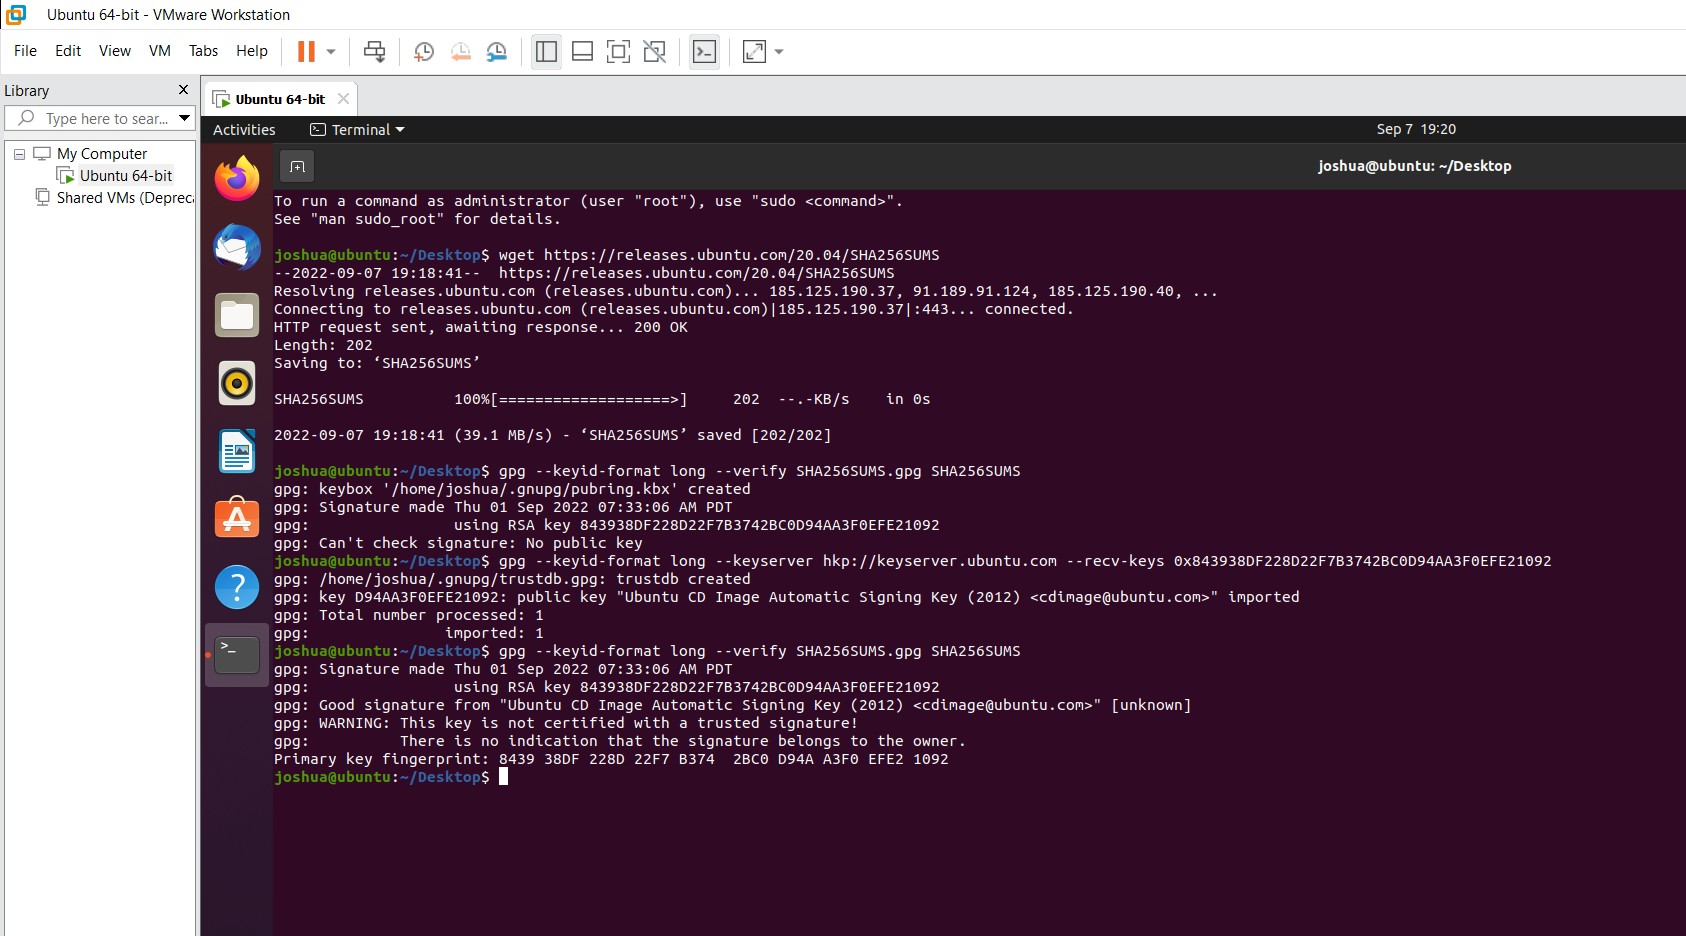 Ubuntu 64-bit - VMware Workstation
File Edit View VM Tabs Help
Library
Type here to sear...
My Computer
Ubuntu 64-bit
Shared VMs (Depreca
Ubuntu 64-bit
Activities
Terminal
Sep 7 19:20
joshua@ubuntu: ~/Desktop
To run a command as administrator (user "root"), use "sudo <command>".
See "man sudo_root" for details.
joshua@ubuntu:~/Desktop$ wget https://releases.ubuntu.com/20.04/SHA256SUMS
--2022-09-07 19:18:41--  https://releases.ubuntu.com/20.04/SHA256SUMS
Resolving releases.ubuntu.com (releases.ubuntu.com)... 185.125.190.37, 91.189.91.124, 185.125.190.40, ...
Connecting to releases.ubuntu.com (releases.ubuntu.com)|185.125.190.37|:443... connected.
HTTP request sent, awaiting response... 200 OK
Length: 202
Saving to: ‘SHA256SUMS’
SHA256SUMS          100%[===================>]     202  --.-KB/s    in 0s
2022-09-07 19:18:41 (39.1 MB/s) - ‘SHA256SUMS’ saved [202/202]
joshua@ubuntu:~/Desktop$ gpg --keyid-format long --verify SHA256SUMS.gpg SHA256SUMS
gpg: keybox '/home/joshua/.gnupg/pubring.kbx' created
gpg: Signature made Thu 01 Sep 2022 07:33:06 AM PDT
gpg:                using RSA key 843938DF228D22F7B3742BC0D94AA3F0EFE21092
gpg: Can't check signature: No public key
joshua@ubuntu:~/Desktop$ gpg --keyid-format long --keyserver hkp://keyserver.ubuntu.com --recv-keys 0x843938DF228D22F7B3742BC0D94AA3F0EFE21092
gpg: /home/joshua/.gnupg/trustdb.gpg: trustdb created
gpg: key D94AA3F0EFE21092: public key "Ubuntu CD Image Automatic Signing Key (2012) <cdimage@ubuntu.com>" imported
gpg: Total number processed: 1
gpg:               imported: 1
joshua@ubuntu:~/Desktop$ gpg --keyid-format long --verify SHA256SUMS.gpg SHA256SUMS
gpg: Signature made Thu 01 Sep 2022 07:33:06 AM PDT
gpg:                using RSA key 843938DF228D22F7B3742BC0D94AA3F0EFE21092
gpg: Good signature from "Ubuntu CD Image Automatic Signing Key (2012) <cdimage@ubuntu.com>" [unknown]
gpg: WARNING: This key is not certified with a trusted signature!
gpg:          There is no indication that the signature belongs to the owner.
Primary key fingerprint: 8439 38DF 228D 22F7 B374  2BC0 D94A A3F0 EFE2 1092
joshua@ubuntu:~/Desktop$